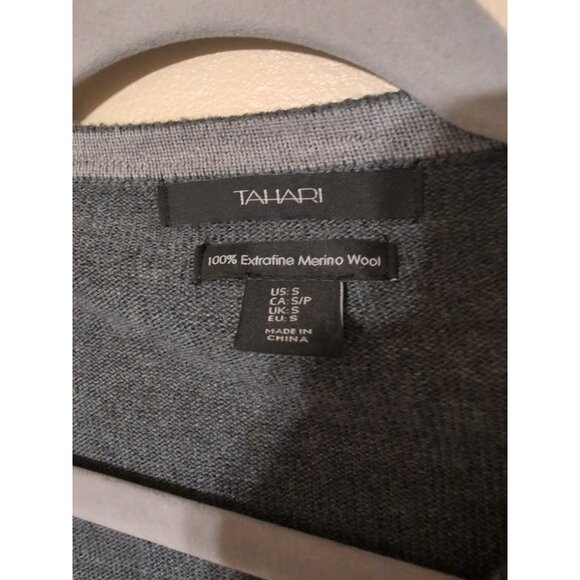 TAHARI
100% Extrafine Merino Wool
US: S
CA: S/P
UK: S
EU: S
MADE IN
CHINA